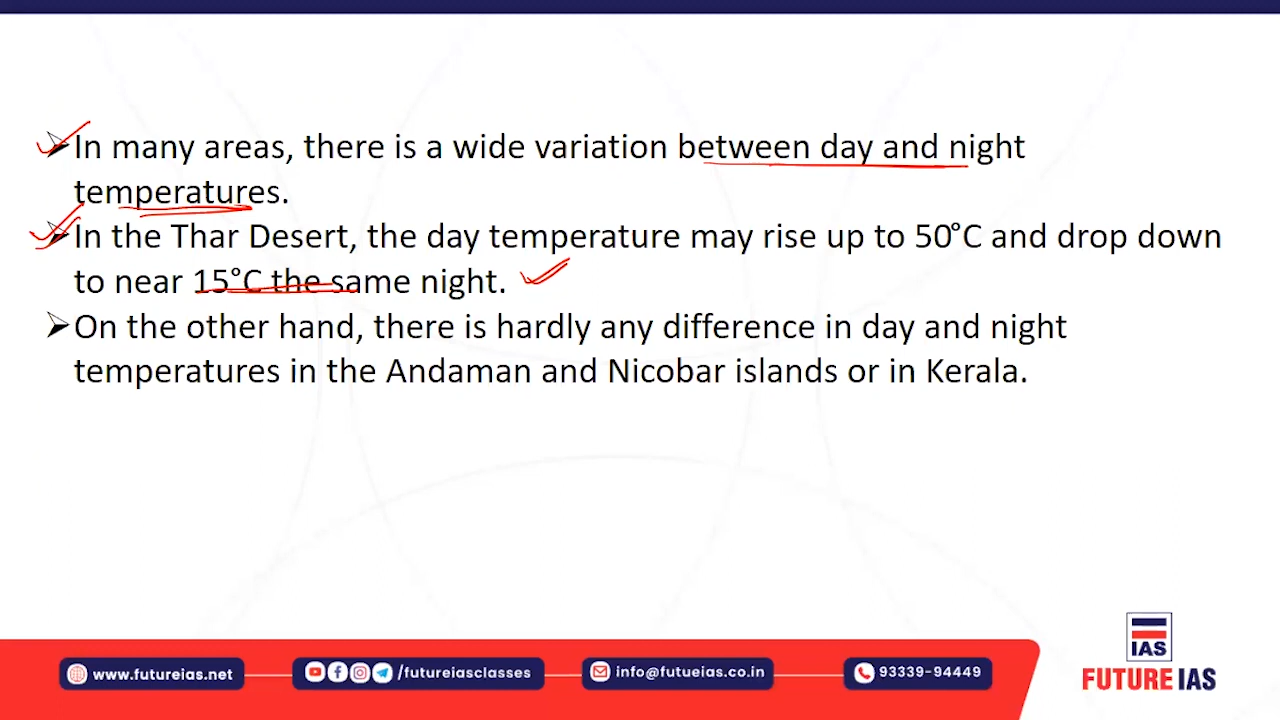 ➢In many areas, there is a wide variation between day and night
temperatures.
➢In the Thar Desert, the day temperature may rise up to 50°C and drop down
to near 15°C the same night.
➢On the other hand, there is hardly any difference in day and night
temperatures in the Andaman and Nicobar islands or in Kerala.
IAS
www.futureias.net
/futureiasclasses
info@futueias.co.in
93339-94449
FUTURE IAS